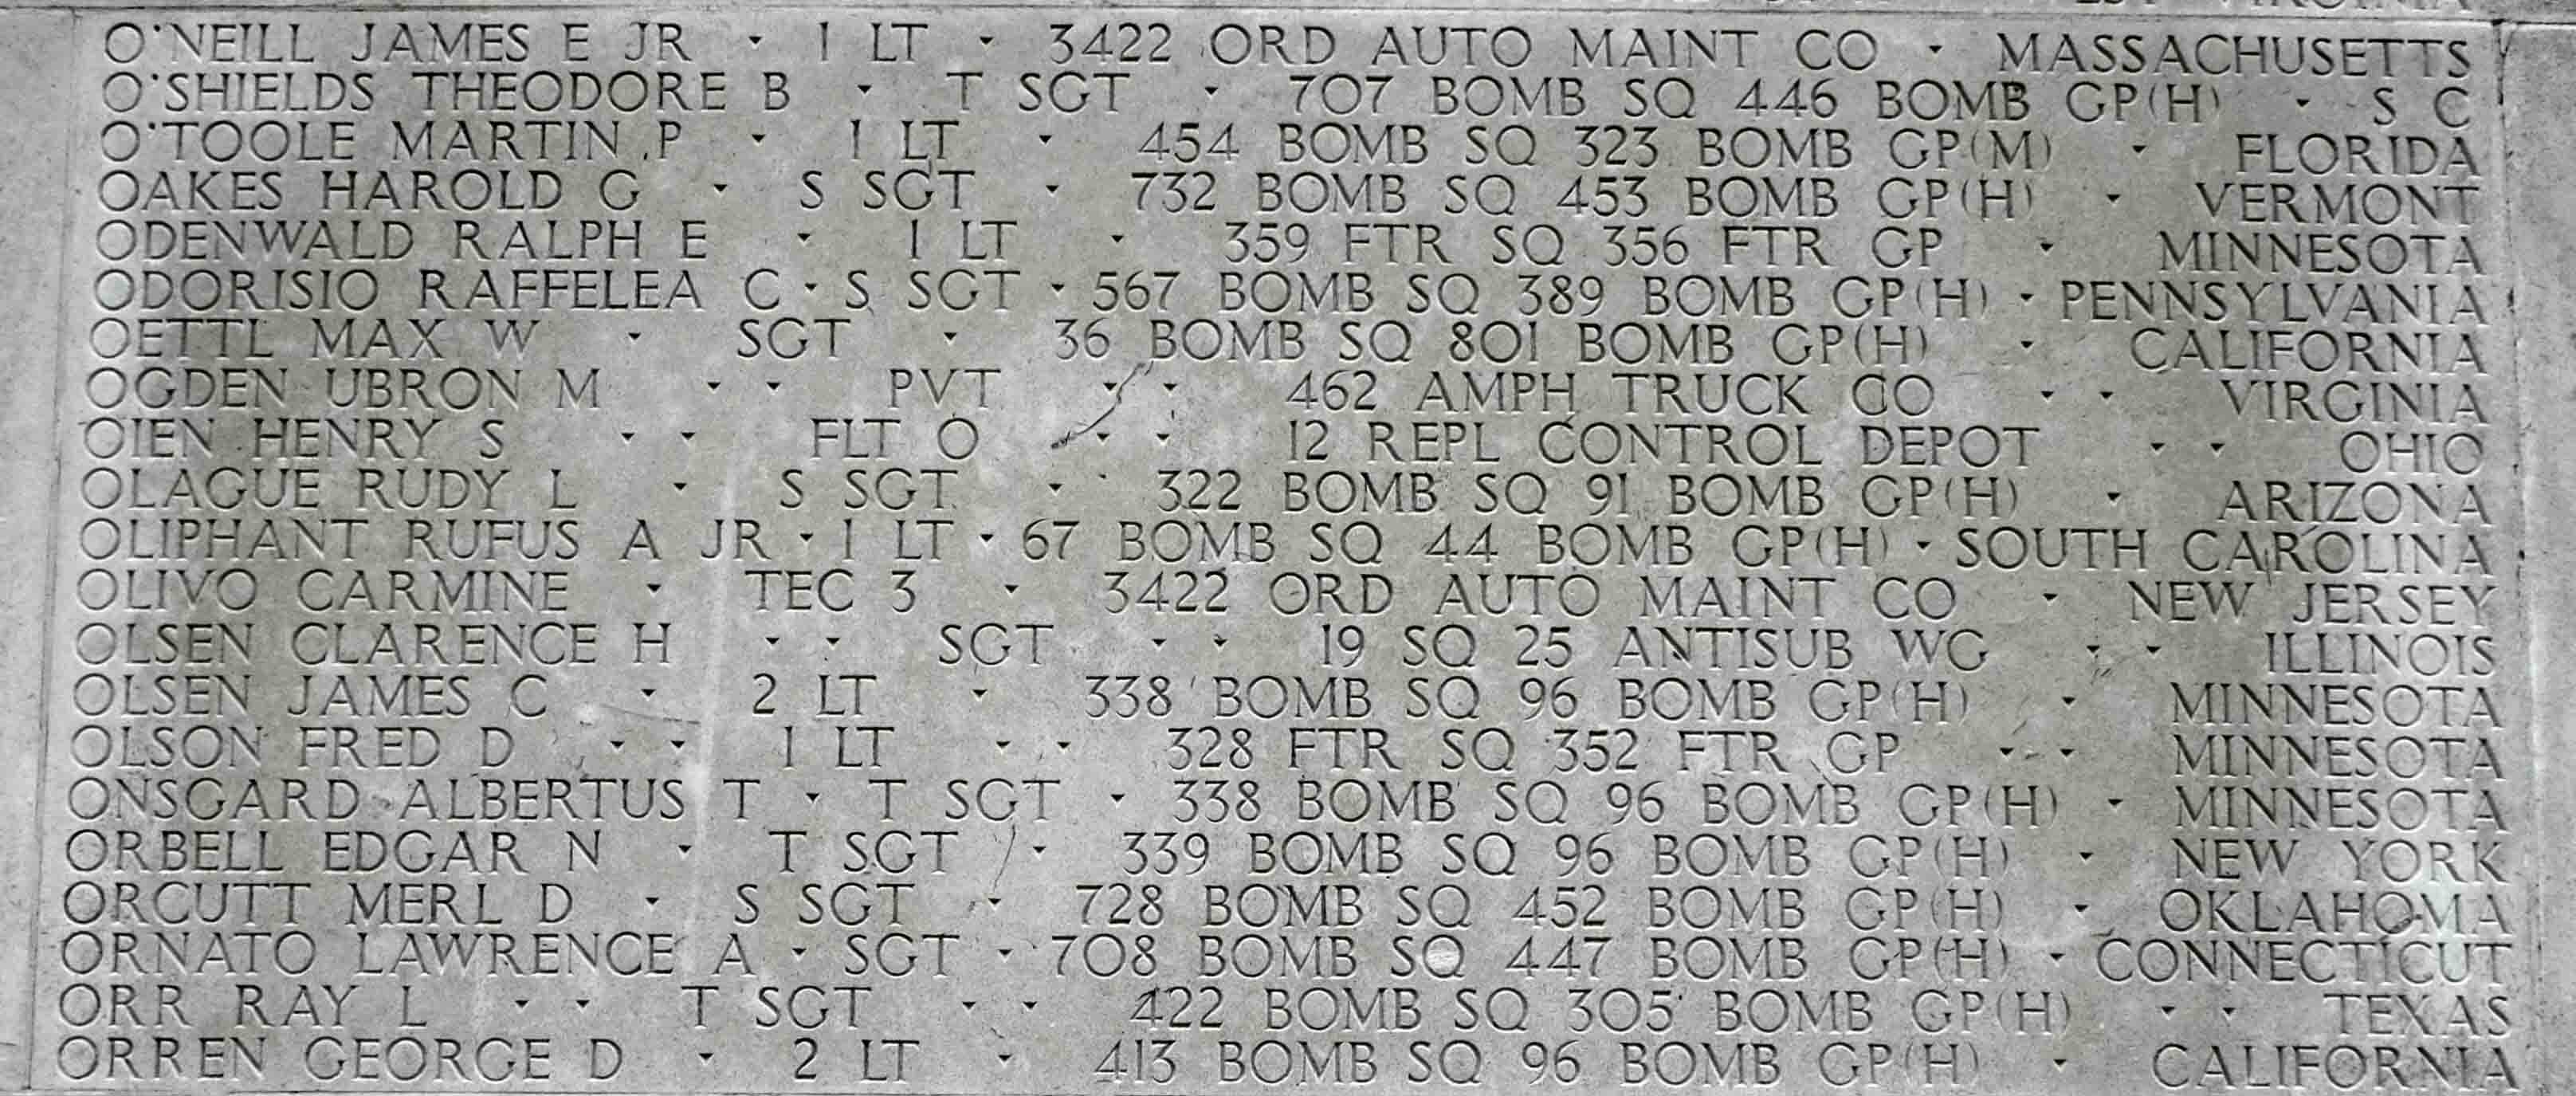 O'NEILL JAMES E JR · 1 LT · 3422 ORD AUTO MAINT CO · MASSACHUSETTS
O'SHIELDS THEODORE B · T SGT · 707 BOMB SQ 446 BOMB GP(H) · S C
O'TOOLE MARTIN P · 1 LT · 454 BOMB SQ 323 BOMB GP(M) · FLORIDA
OAKES HAROLD G · S SGT · 732 BOMB SQ 453 BOMB GP(H) · VERMONT
ODENWALD RALPH E · 1 LT · 359 FTR SQ 356 FTR GP · MINNESOTA
ODORISIO RAFFELEA C · S SGT · 567 BOMB SQ 389 BOMB GP(H) · PENNSYLVANIA
OETTL MAX W · SGT · 36 BOMB SQ 801 BOMB GP(H) · CALIFORNIA
OGDEN UBRON M · · PVT · · 462 AMPH TRUCK CO · · VIRGINIA
OIEN HENRY S · · FLT O · · 12 REPL CONTROL DEPOT · · OHIO
OLAGUE RUDY L · S SGT · 322 BOMB SQ 91 BOMB GP(H) · ARIZONA
OLIPHANT RUFUS A JR · 1 LT · 67 BOMB SQ 44 BOMB GP(H) · SOUTH CAROLINA
OLIVO CARMINE · TEC 3 · 3422 ORD AUTO MAINT CO · NEW JERSEY
OLSEN CLARENCE H · · SGT · · 19 SQ 25 ANTISUB WG · · ILLINOIS
OLSEN JAMES C · 2 LT · 338 BOMB SQ 96 BOMB GP(H) · MINNESOTA
OLSON FRED D · · 1 LT · · 328 FTR SQ 352 FTR GP · · MINNESOTA
ONSGARD ALBERTUS T · T SGT · 338 BOMB SQ 96 BOMB GP(H) · MINNESOTA
ORBELL EDGAR N · T SGT · 339 BOMB SQ 96 BOMB GP(H) · NEW YORK
ORCUTT MERL D · S SGT · 728 BOMB SQ 452 BOMB GP(H) · OKLAHOMA
ORNATO LAWRENCE A · SGT · 708 BOMB SQ 447 BOMB GP(H) · CONNECTICUT
ORR RAY L · · T SGT · · 422 BOMB SQ 305 BOMB GP(H) · · TEXAS
ORREN GEORGE D · 2 LT · 413 BOMB SQ 96 BOMB GP(H) · CALIFORNIA